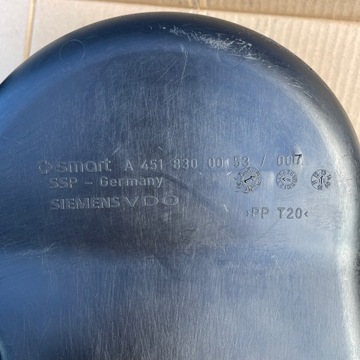 smart A 451 830 00 53 / 007
SSP - Germany
SIEMENS VDO
>PP T20<